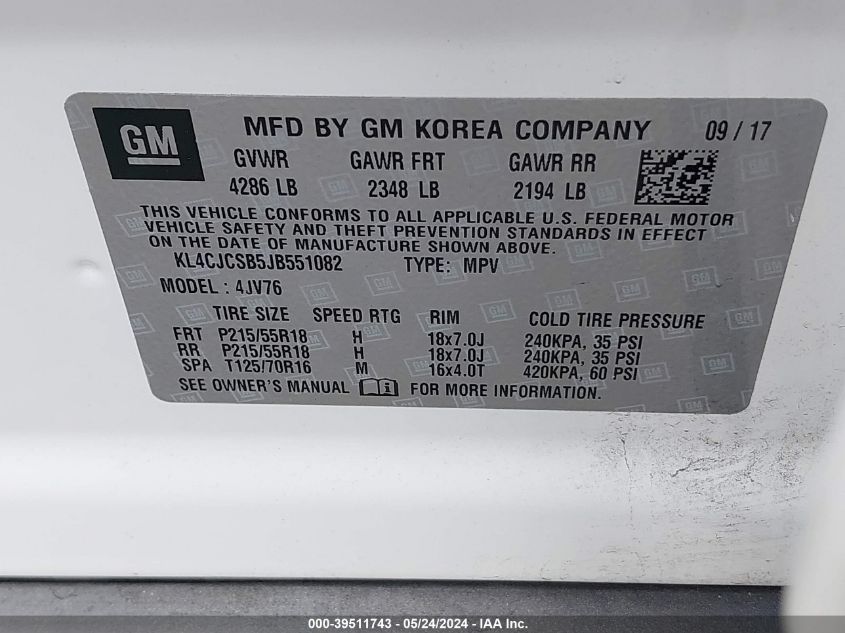 GM MFD BY GM KOREA COMPANY 09 / 17
GVWR GAWR FRT GAWR RR
4286 LB 2348 LB 2194 LB
THIS VEHICLE CONFORMS TO ALL APPLICABLE U.S. FEDERAL MOTOR
VEHICLE SAFETY AND THEFT PREVENTION STANDARDS IN EFFECT
ON THE DATE OF MANUFACTURE SHOWN ABOVE.
KL4CJCSB5JB551082 TYPE: MPV
MODEL : 4JV76
TIRE SIZE SPEED RTG RIM COLD TIRE PRESSURE
FRT P215/55R18 H 18x7.0J 240KPA, 35 PSI
RR P215/55R18 H 18x7.0J 240KPA, 35 PSI
SPA T125/70R16 M 16x4.0T 420KPA, 60 PSI
SEE OWNER'S MANUAL FOR MORE INFORMATION.
000-39511743 - 05/24/2024 - IAA Inc.